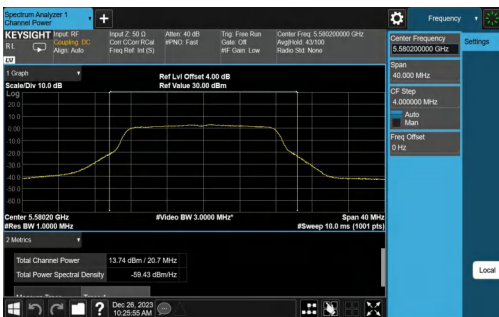 Spectrum Analyzer 1
Channel Power
+
Frequency
KEYSIGHT
Input: RF
Coupling: DC
Align: Auto
Input Z: 50 Ω
Corr CCorr RCal
Freq Ref: Int (S)
Atten: 40 dB
#PNO: Fast
Trig: Free Run
Gate: Off
#IF Gain: Low
Center Freq: 5.580200000 GHz
Avg|Hold: 43/100
Radio Std: None
RL
Center Frequency
5.580200000 GHz
Settings
Span
40.000 MHz
CF Step
4.000000 MHz
Auto
Man
Freq Offset
0 Hz
1 Graph
Scale/Div 10.0 dB
Ref Lvl Offset 4.00 dB
Ref Value 30.00 dBm
Log
20.0
10.0
0.00
-10.0
-20.0
-30.0
-40.0
-50.0
-60.0
Center 5.58020 GHz
#Res BW 1.0000 MHz
#Video BW 3.0000 MHz*
Span 40 MHz
#Sweep 10.0 ms (1001 pts)
2 Metrics
Total Channel Power
13.74 dBm / 20.7 MHz
Total Power Spectral Density
-59.43 dBm/Hz
Local
?
Dec 26, 2023
10:25:55 AM